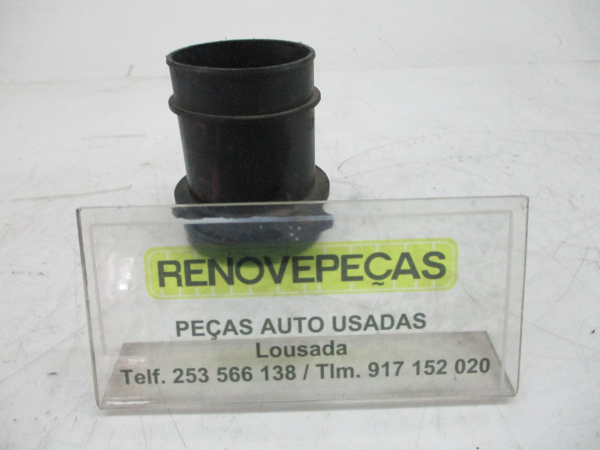 RENOVEPEÇAS
PEÇAS AUTO USADAS
Lousada
Telf. 253 566 138 / Tlm. 917 152 020